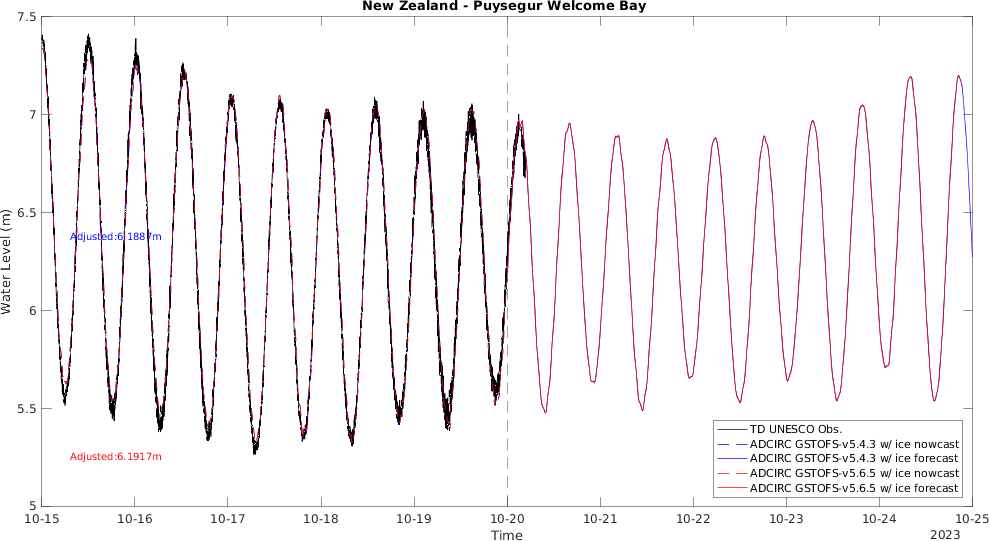 New Zealand - Puysegur Welcome Bay
Water Level (m)
7.5
7
6.5
6
5.5
5
Adjusted:6.1887m
Adjusted:6.1917m
TD UNESCO Obs.
ADCIRC GSTOFS-v5.4.3 w/ ice nowcast
ADCIRC GSTOFS-v5.4.3 w/ ice forecast
ADCIRC GSTOFS-v5.6.5 w/ ice nowcast
ADCIRC GSTOFS-v5.6.5 w/ ice forecast
10-15 10-16 10-17 10-18 10-19 10-20 10-21 10-22 10-23 10-24 10-25
Time
2023